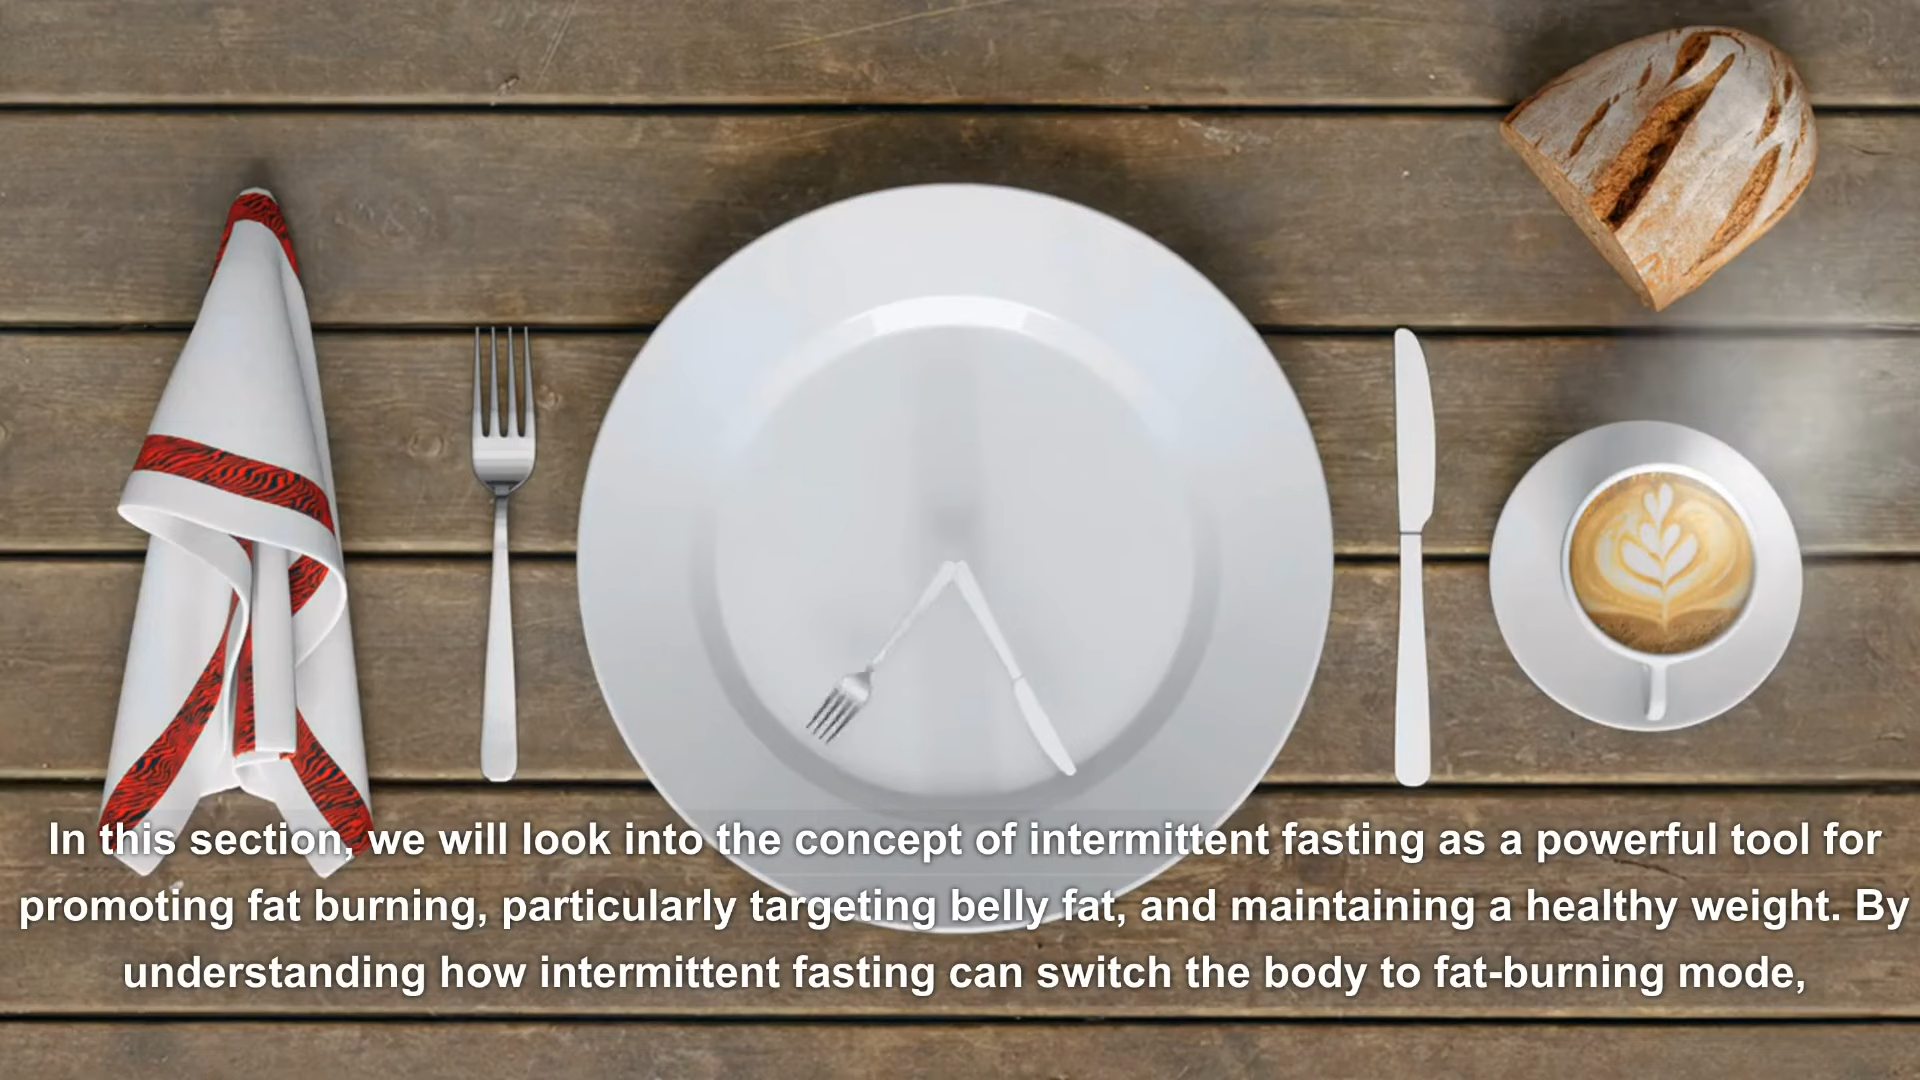 In this section, we will look into the concept of intermittent fasting as a powerful tool for
promoting fat burning, particularly targeting belly fat, and maintaining a healthy weight. By
understanding how intermittent fasting can switch the body to fat-burning mode,